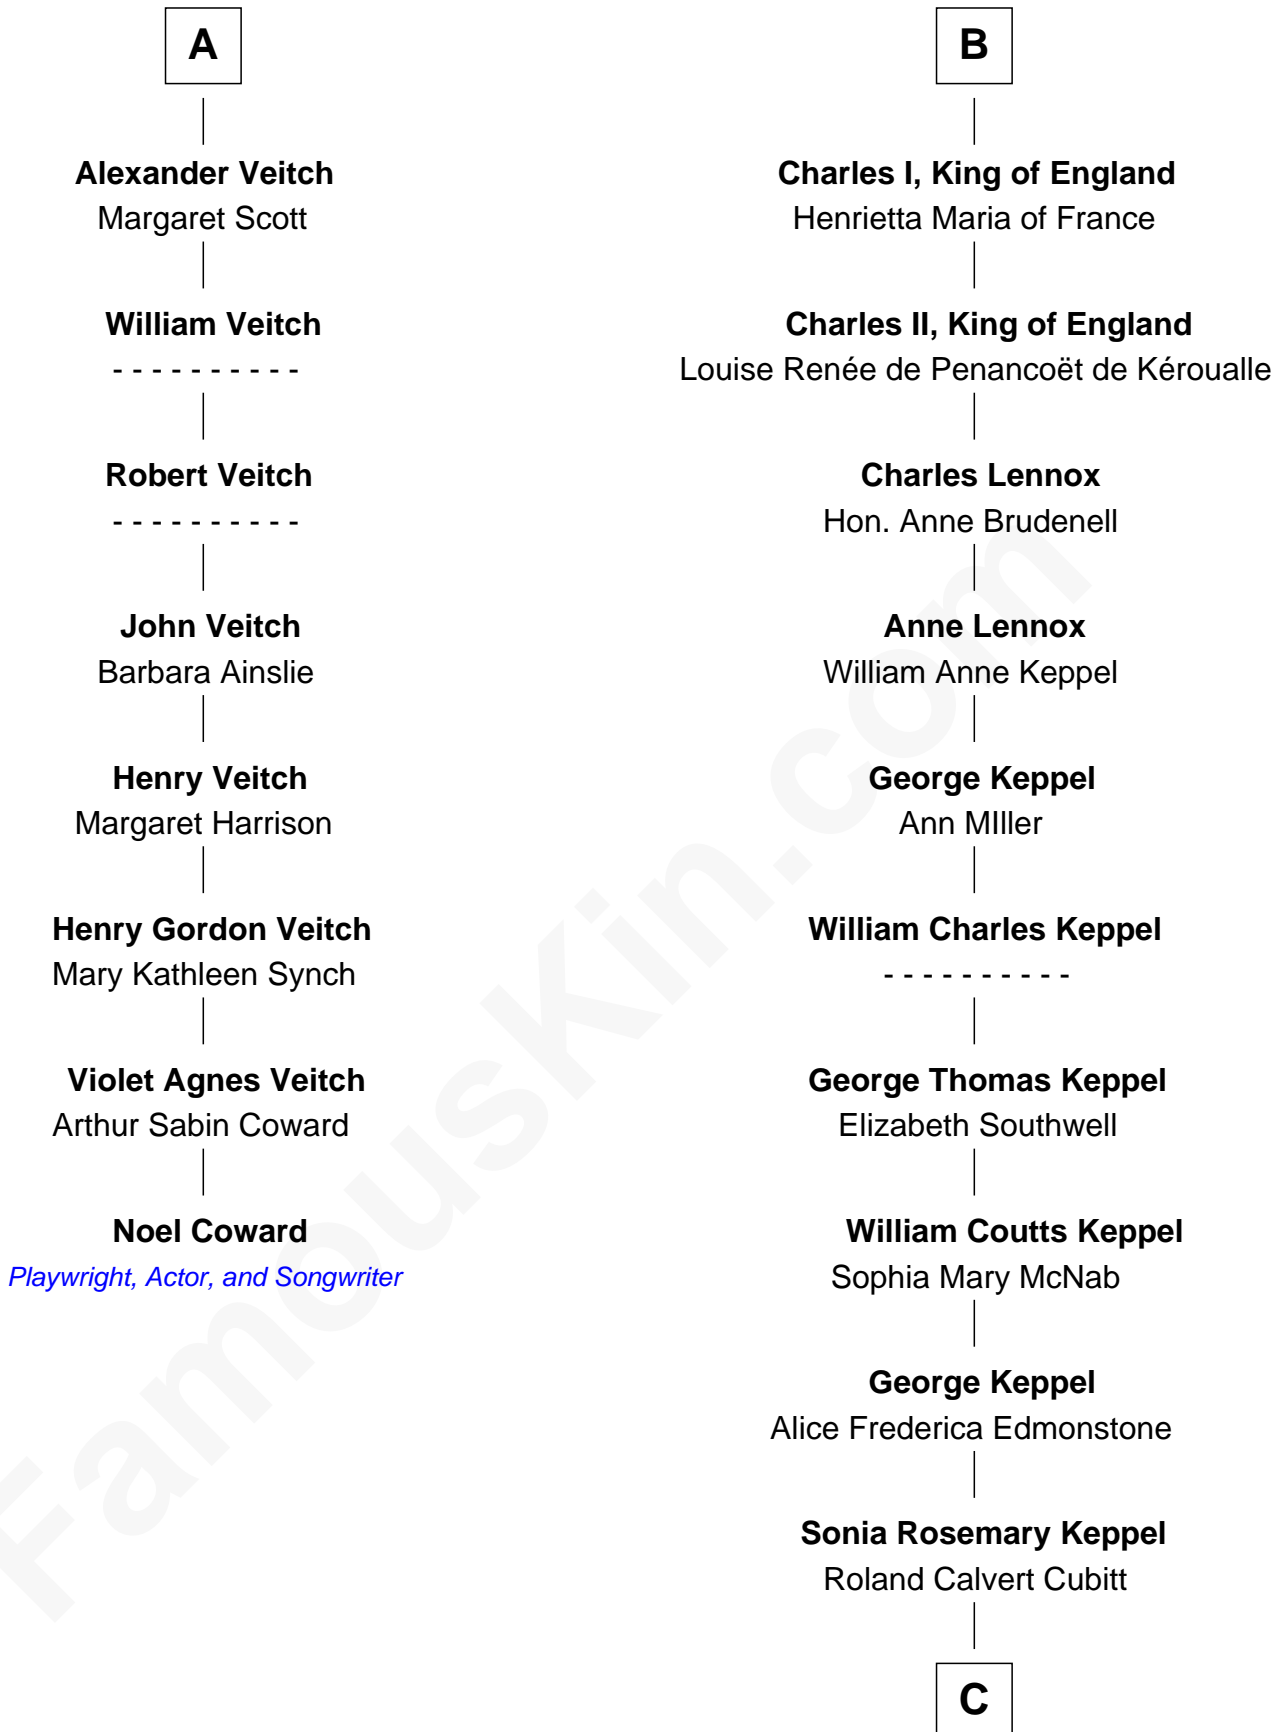 A
Alexander Veitch
Margaret Scott
William Veitch
- - - - - - - - - -
Robert Veitch
- - - - - - - - - -
John Veitch
Barbara Ainslie
Henry Veitch
Margaret Harrison
Henry Gordon Veitch
Mary Kathleen Synch
Violet Agnes Veitch
Arthur Sabin Coward
Noel Coward
Playwright, Actor, and Songwriter
B
Charles I, King of England
Henrietta Maria of France
Charles II, King of England
Louise Renée de Penancoët de Kéroualle
Charles Lennox
Hon. Anne Brudenell
Anne Lennox
William Anne Keppel
George Keppel
Ann MIller
William Charles Keppel
- - - - - - - - - -
George Thomas Keppel
Elizabeth Southwell
William Coutts Keppel
Sophia Mary McNab
George Keppel
Alice Frederica Edmonstone
Sonia Rosemary Keppel
Roland Calvert Cubitt
C
FamousKin.com